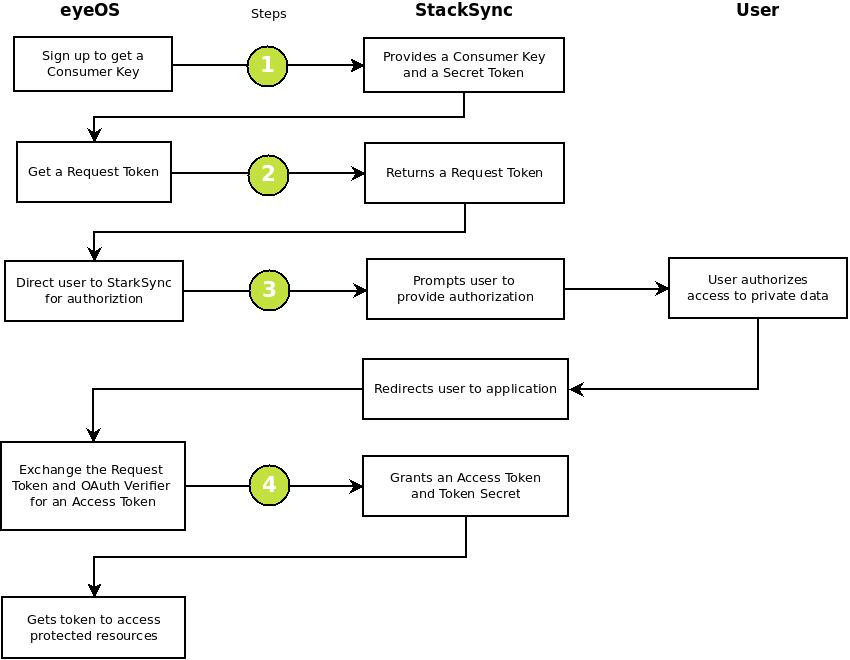 eyeOS
Steps
StackSync
User
Sign up to get a
Consumer Key
1
Provides a Consumer Key
and a Secret Token
Get a Request Token
2
Returns a Request Token
Direct user to StarkSync
for authoriztion
3
Prompts user to
provide authorization
User authorizes
access to private data
Redirects user to application
Exchange the Request
Token and OAuth Verifier
for an Access Token
4
Grants an Access Token
and Token Secret
Gets token to access
protected resources